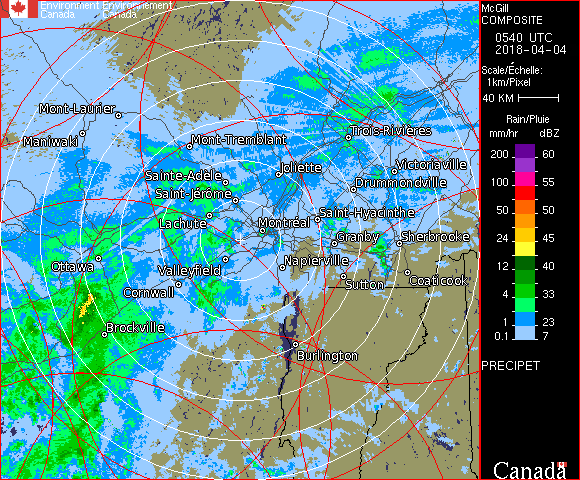 Environment Environnement
Canada Canada
Mont-Laurier
Maniwaki
Mont-Tremblant
Trois-Rivières
Sainte-Adèle
Joliette
Victoriaville
Saint-Jérôme
Drummondville
Lachute
Montréal
Saint-Hyacinthe
Granby
Sherbrooke
Ottawa
Valleyfield
Napierville
Cornwall
Sutton
Coaticook
Brockville
Burlington
McGill
COMPOSITE
0540 UTC
2018-04-04
Scale/Échelle:
1km/Pixel
40 KM
Rain/Pluie
mm/hr dBZ
200 60
100 55
50 50
24 45
12 40
4 33
2 23
0.1 7
PRECIPET
Canada